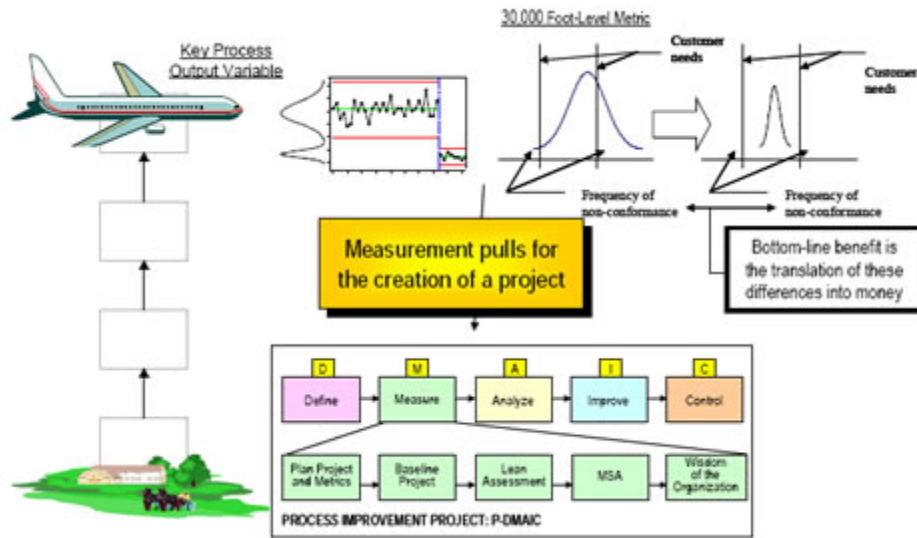 30,000 Foot-Level Metric
Key Process
Output Variable
Customer
needs
Customer
needs
Frequency of
non-conformance
Frequency of
non-conformance
Measurement pulls for
the creation of a project
Bottom-line benefit is
the translation of these
differences into money
D
M
A
I
C
Define
Measure
Analyze
Improve
Control
Plan Project
and Metrics
Baseline
Project
Lean
Assessment
MSA
Wisdom
of the
Organization
PROCESS IMPROVEMENT PROJECT: P-DMAIC